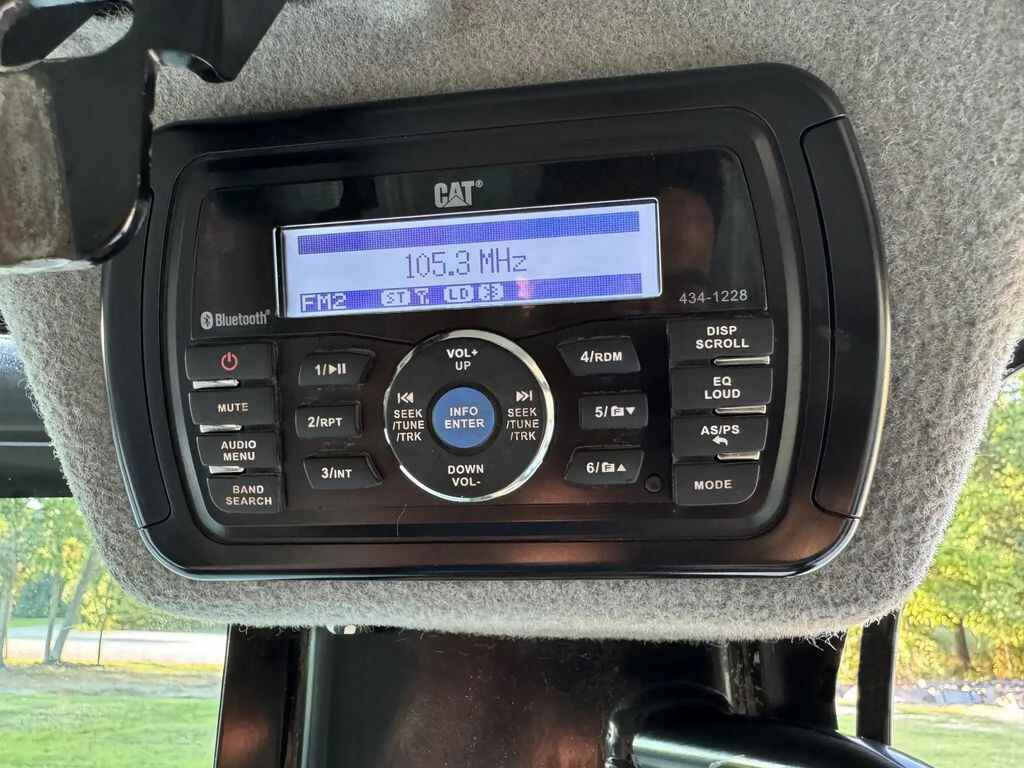 CAT®
105.3 MHz
FM2 ST LD
434-1228
Bluetooth®
MUTE
AUDIO
MENU
BAND
SEARCH
1/
2/RPT
3/INT
VOL+
UP
SEEK
/TUNE
/TRK
INFO
ENTER
SEEK
/TUNE
/TRK
DOWN
VOL-
4/RDM
5/
6/
DISP
SCROLL
EQ
LOUD
AS/PS
MODE